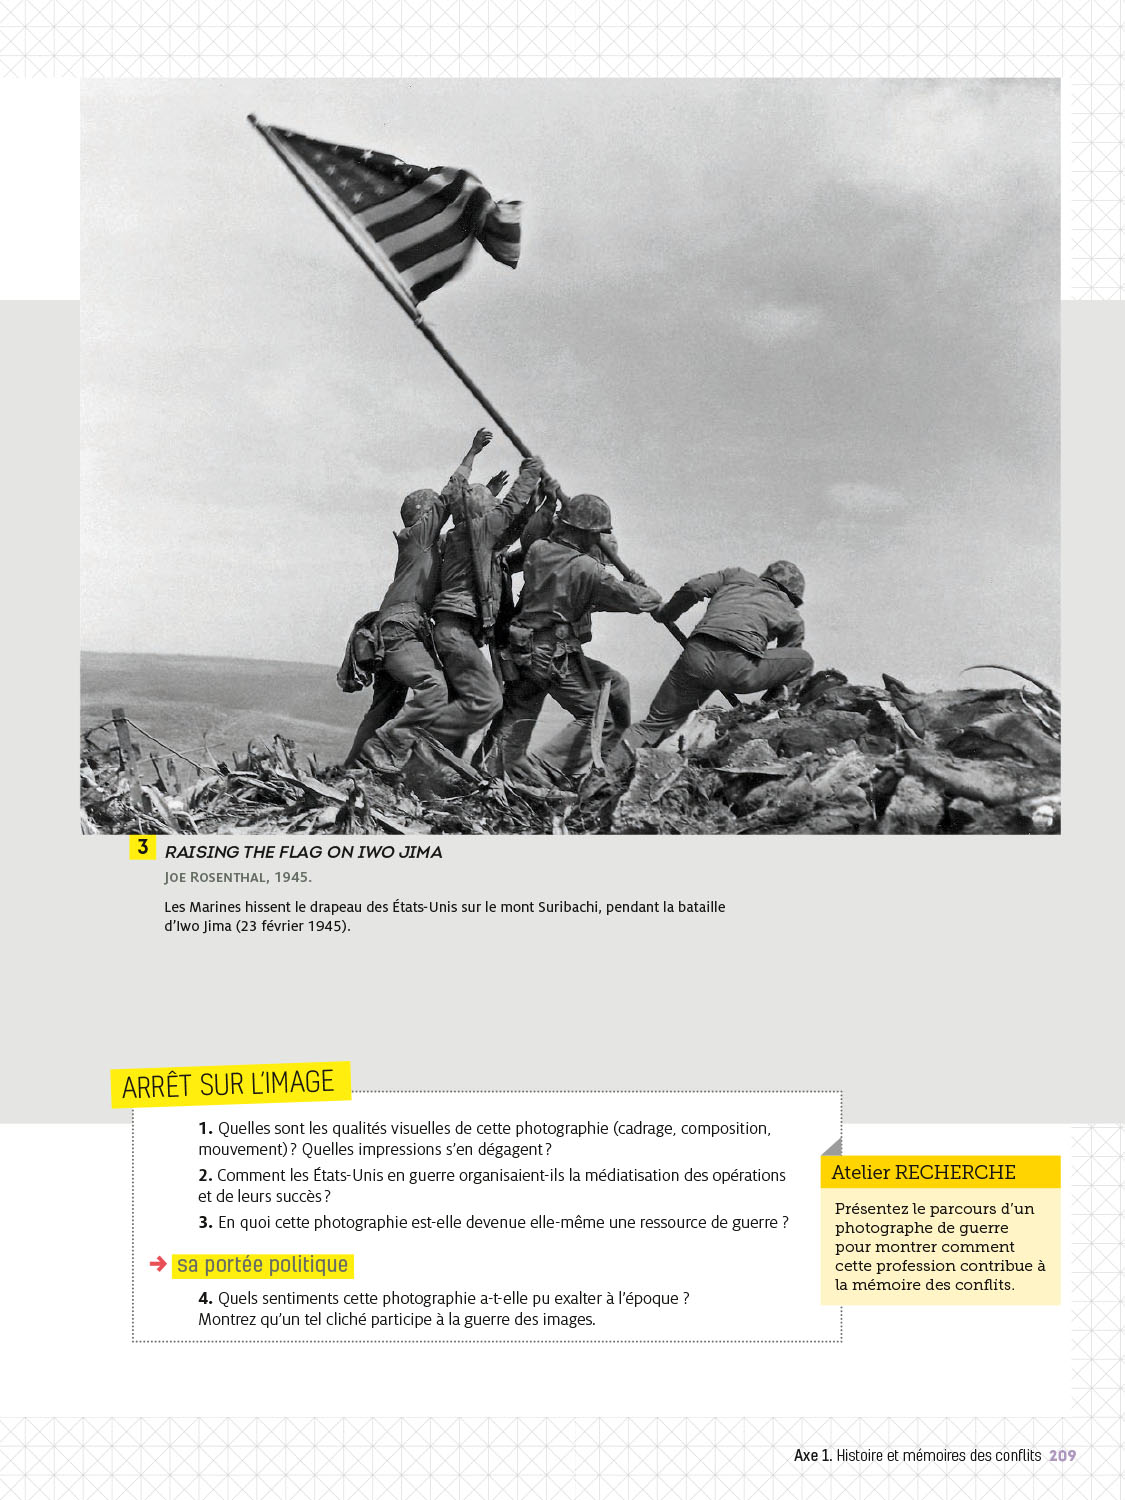 3 RAISING THE FLAG ON IWO JIMA
JOE ROSENTHAL, 1945.
Les Marines hissent le drapeau des États-Unis sur le mont Suribachi, pendant la bataille
d’Iwo Jima (23 février 1945).
ARRÊT SUR L’IMAGE
1. Quelles sont les qualités visuelles de cette photographie (cadrage, composition,
mouvement) ? Quelles impressions s’en dégagent ?
2. Comment les États-Unis en guerre organisaient-ils la médiatisation des opérations
et de leurs succès ?
3. En quoi cette photographie est-elle devenue elle-même une ressource de guerre ?
→ sa portée politique
4. Quels sentiments cette photographie a-t-elle pu exalter à l’époque ?
Montrez qu’un tel cliché participe à la guerre des images.
Atelier RECHERCHE
Présentez le parcours d’un
photographe de guerre
pour montrer comment
cette profession contribue à
la mémoire des conflits.
Axe 1. Histoire et mémoires des conflits 209